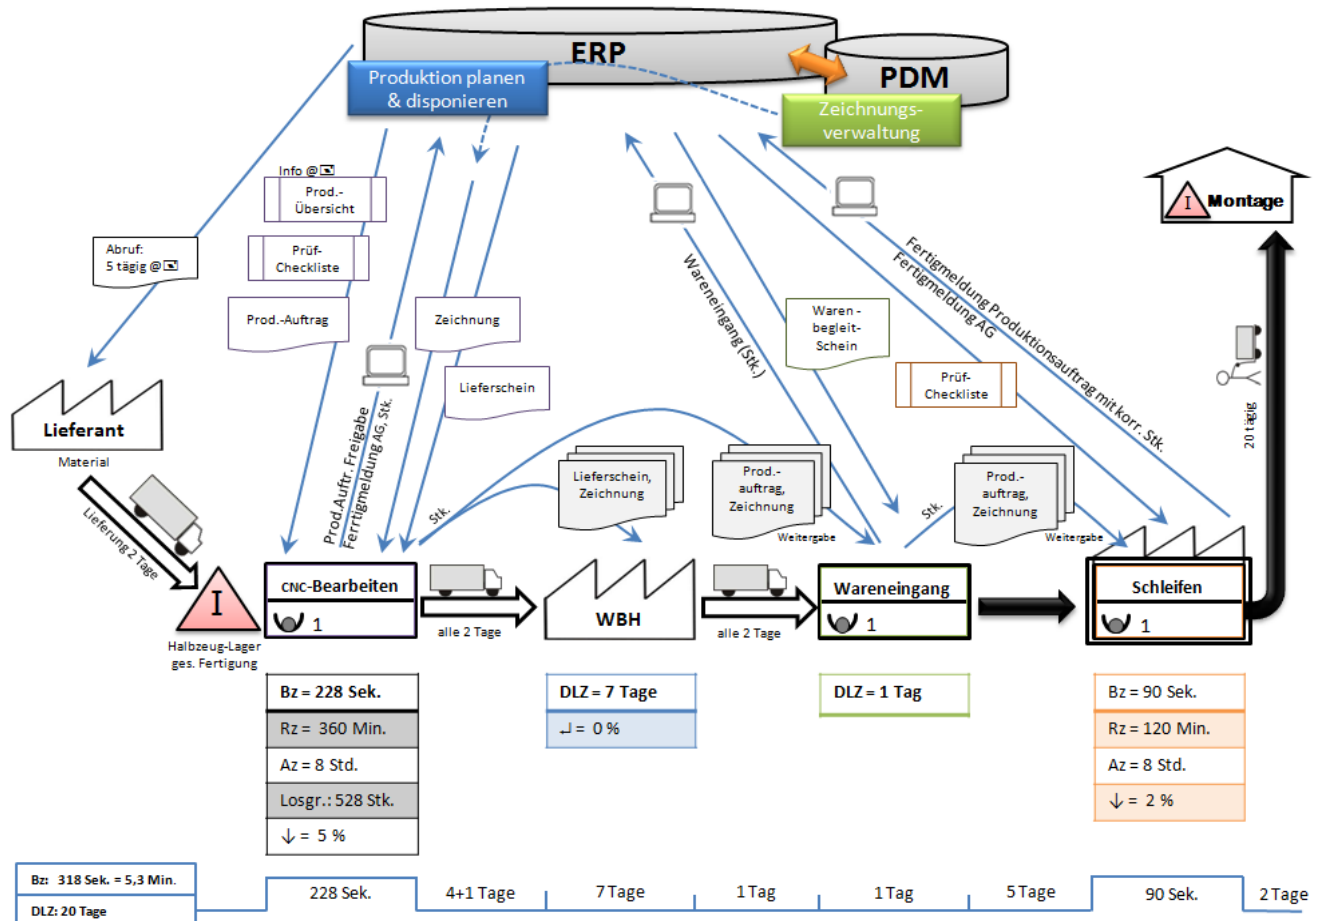 ERP
PDM
Produktion planen
& disponieren
Zeichnungs-
verwaltung
Info @
Prod.-
Übersicht
Prüf-
Checkliste
Prod.-Auftrag
Abruf:
5 tägig @
Zeichnung
Lieferschein
Prod.Auftr. Freigabe
Ferrtigmeldung AG, Stk.
Wareneingang (Stk.)
Waren -
begleit-
Schein
Prüf-
Checkliste
Fertigmeldung Produktionsauftrag mit korr. Stk.
Fertigmeldung AG
I Montage
20 tägig
Lieferant
Material
Lieferung 2 Tage
I
Halbzeug-Lager
ges. Fertigung
Stk.
Lieferschein,
Zeichnung
Prod.-
auftrag,
Zeichnung
Weitergabe
Stk.
Prod.-
auftrag,
Zeichnung
Weitergabe
CNC-Bearbeiten
1
alle 2 Tage
WBH
alle 2 Tage
Wareneingang
1
Schleifen
1
Bz = 228 Sek.
Rz = 360 Min.
Az = 8 Std.
Losgr.: 528 Stk.
↓ = 5 %
DLZ = 7 Tage
↵ = 0 %
DLZ = 1 Tag
Bz = 90 Sek.
Rz = 120 Min.
Az = 8 Std.
↓ = 2 %
Bz: 318 Sek. = 5,3 Min.
DLZ: 20 Tage
228 Sek.
4+1 Tage
7 Tage
1 Tag
1 Tag
5 Tage
90 Sek.
2 Tage